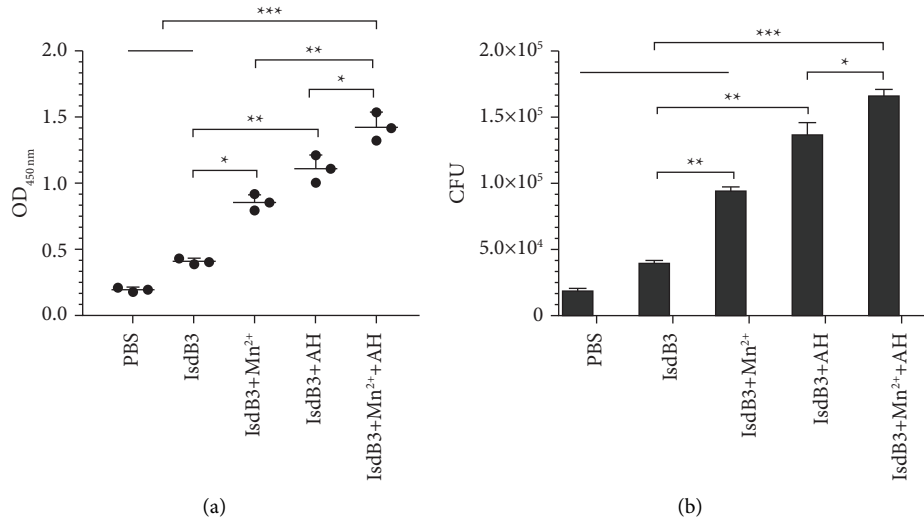 ***
**
*
**
*
2.0
1.5
1.0
0.5
0.0
OD450 nm
PBS
IsdB3
IsdB3+Mn²⁺
IsdB3+AH
IsdB3+Mn²⁺+AH
(a)
***
*
**
**
2.0×10⁵
1.5×10⁵
1.0×10⁵
5.0×10⁴
0
CFU
PBS
IsdB3
IsdB3+Mn²⁺
IsdB3+AH
IsdB3+Mn²⁺+AH
(b)